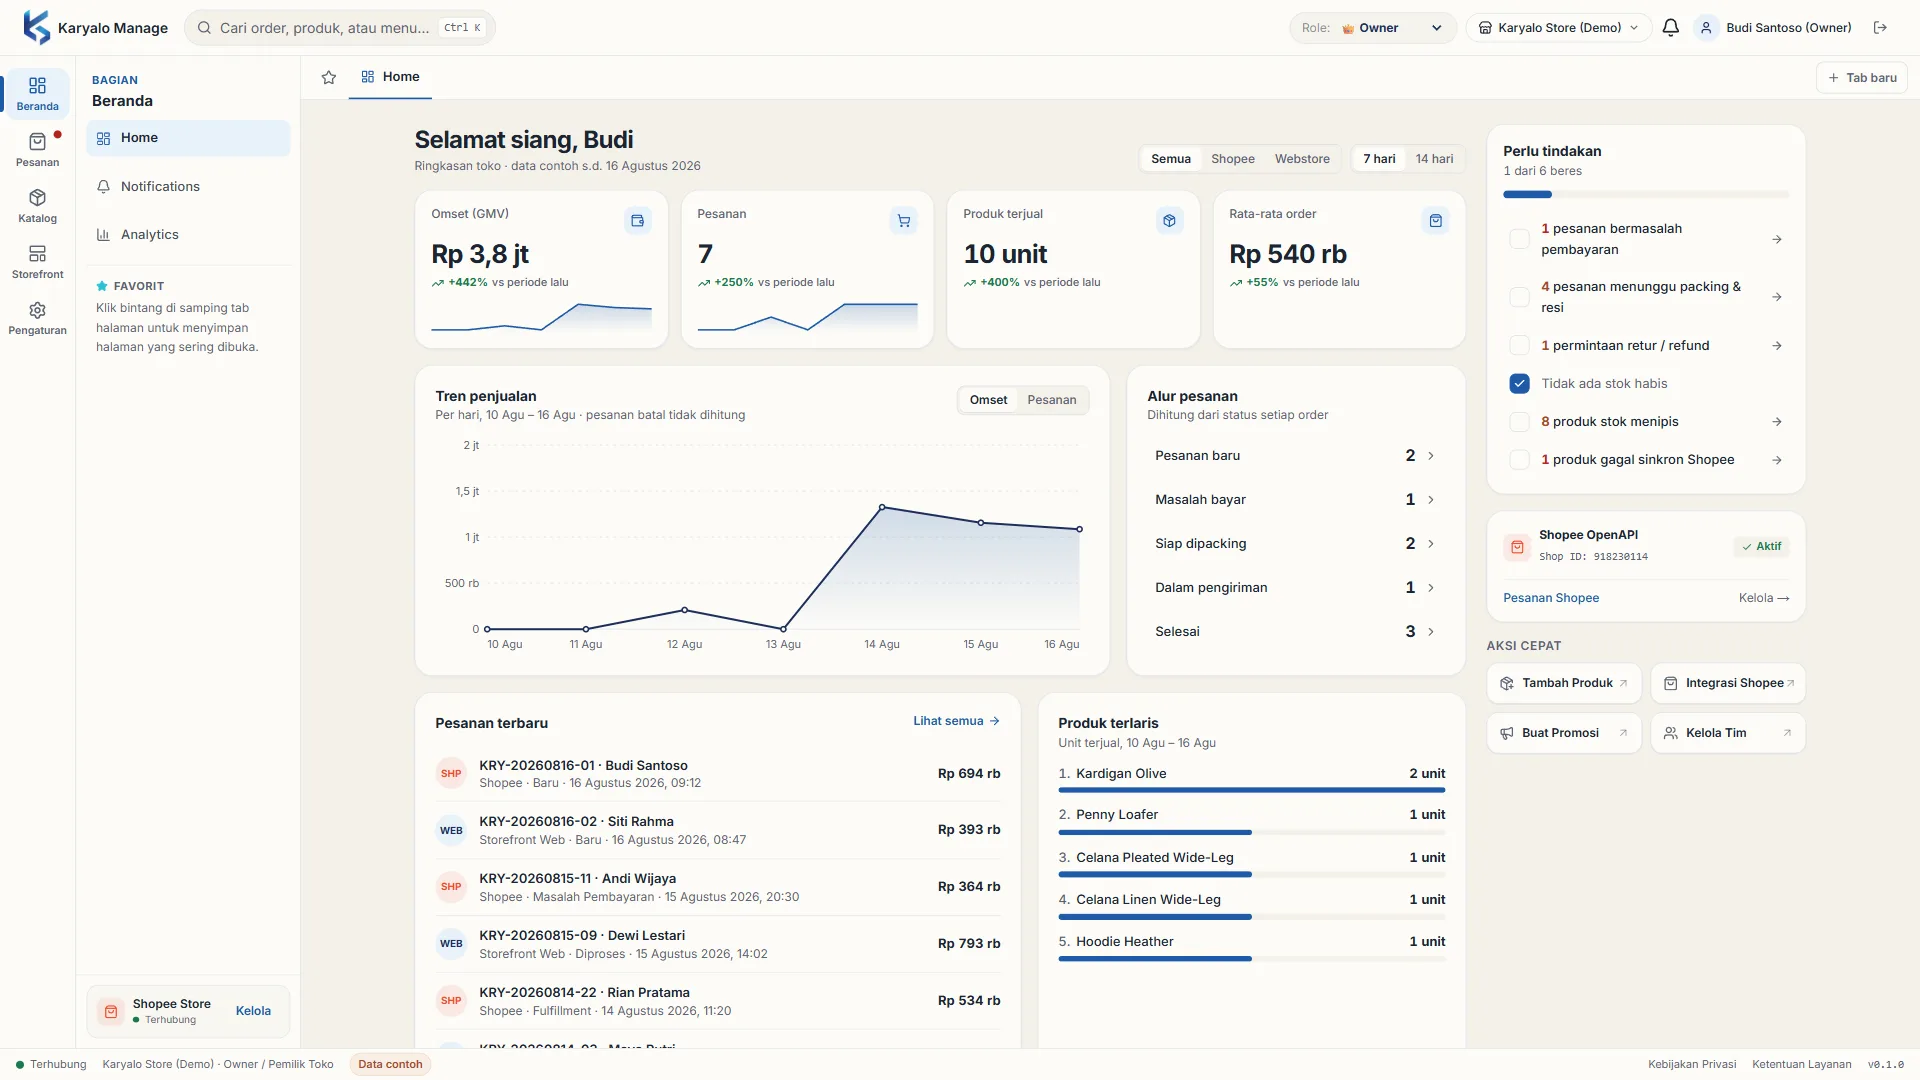 Karyalo Manage
Cari order, produk, atau menu...
Ctrl K
Role: Owner
Karyalo Store (Demo)
Budi Santoso (Owner)
Beranda
Pesanan
Katalog
Storefront
Pengaturan
BAGIAN
Beranda
Home
Notifications
Analytics
FAVORIT
Klik bintang di samping tab
halaman untuk menyimpan
halaman yang sering dibuka.
Shopee Store
Terhubung
Kelola
Home
Tab baru
Selamat siang, Budi
Ringkasan toko · data contoh s.d. 16 Agustus 2026
Semua Shopee Webstore
7 hari 14 hari
Omset (GMV)
Rp 3,8 jt
+442% vs periode lalu
Pesanan
7
+250% vs periode lalu
Produk terjual
10 unit
+400% vs periode lalu
Rata-rata order
Rp 540 rb
+55% vs periode lalu
Tren penjualan
Per hari, 10 Agu – 16 Agu · pesanan batal tidak dihitung
Omset Pesanan
2 jt
1,5 jt
1 jt
500 rb
0
10 Agu 11 Agu 12 Agu 13 Agu 14 Agu 15 Agu 16 Agu
Alur pesanan
Dihitung dari status setiap order
Pesanan baru 2
Masalah bayar 1
Siap dipacking 2
Dalam pengiriman 1
Selesai 3
Pesanan terbaru
Lihat semua →
SHP
KRY-20260816-01 · Budi Santoso
Shopee · Baru · 16 Agustus 2026, 09:12
Rp 694 rb
WEB
KRY-20260816-02 · Siti Rahma
Storefront Web · Baru · 16 Agustus 2026, 08:47
Rp 393 rb
SHP
KRY-20260815-11 · Andi Wijaya
Shopee · Masalah Pembayaran · 15 Agustus 2026, 20:30
Rp 364 rb
WEB
KRY-20260815-09 · Dewi Lestari
Storefront Web · Diproses · 15 Agustus 2026, 14:02
Rp 793 rb
SHP
KRY-20260814-22 · Rian Pratama
Shopee · Fulfillment · 14 Agustus 2026, 11:20
Rp 534 rb
Produk terlaris
Unit terjual, 10 Agu – 16 Agu
1. Kardigan Olive 2 unit
2. Penny Loafer 1 unit
3. Celana Pleated Wide-Leg 1 unit
4. Celana Linen Wide-Leg 1 unit
5. Hoodie Heather 1 unit
Perlu tindakan
1 dari 6 beres
1 pesanan bermasalah
pembayaran
4 pesanan menunggu packing &
resi
1 permintaan retur / refund
Tidak ada stok habis
8 produk stok menipis
1 produk gagal sinkron Shopee
Shopee OpenAPI
Shop ID: 918230114
Aktif
Pesanan Shopee
Kelola →
AKSI CEPAT
Tambah Produk
Integrasi Shopee
Buat Promosi
Kelola Tim
Terhubung
Karyalo Store (Demo) · Owner / Pemilik Toko
Data contoh
Kebijakan Privasi
Ketentuan Layanan
v0.1.0